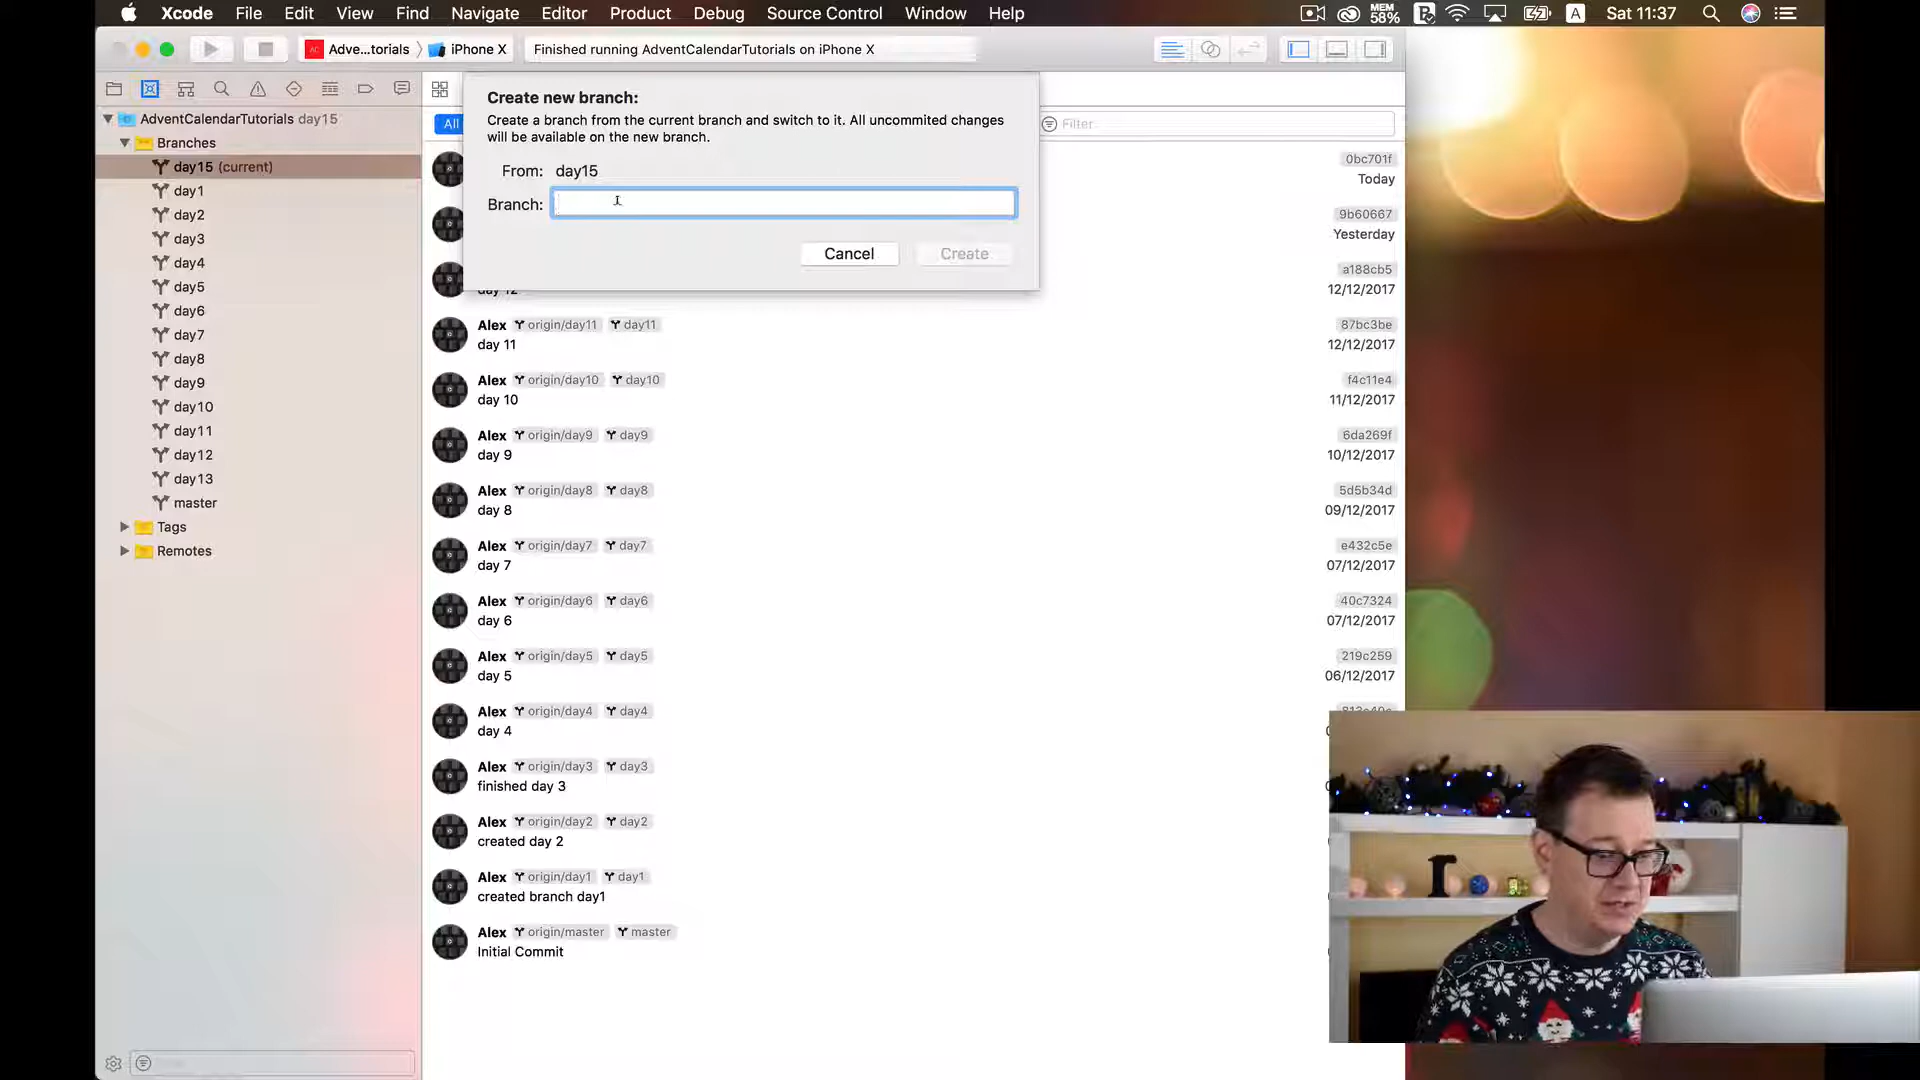 Xcode File Edit View Find Navigate Editor Product Debug Source Control Window Help MEM 58% A Sat 11:37
Adve...torials iPhone X Finished running AdventCalendarTutorials on iPhone X
Create new branch:
Create a branch from the current branch and switch to it. All uncommited changes
will be available on the new branch.
From: day15
Branch:
Cancel Create
AdventCalendarTutorials day15
Branches
day15 (current)
day1
day2
day3
day4
day5
day6
day7
day8
day9
day10
day11
day12
day13
master
Tags
Remotes
All Filter
0bc701f
Today
9b60667
Yesterday
a188cb5
day 12 12/12/2017
Alex origin/day11 day11 87bc3be
day 11 12/12/2017
Alex origin/day10 day10 f4c11e4
day 10 11/12/2017
Alex origin/day9 day9 6da269f
day 9 10/12/2017
Alex origin/day8 day8 5d5b34d
day 8 09/12/2017
Alex origin/day7 day7 e432c5e
day 7 07/12/2017
Alex origin/day6 day6 40c7324
day 6 07/12/2017
Alex origin/day5 day5 219c259
day 5 06/12/2017
Alex origin/day4 day4
day 4
Alex origin/day3 day3
finished day 3
Alex origin/day2 day2
created day 2
Alex origin/day1 day1
created branch day1
Alex origin/master master
Initial Commit